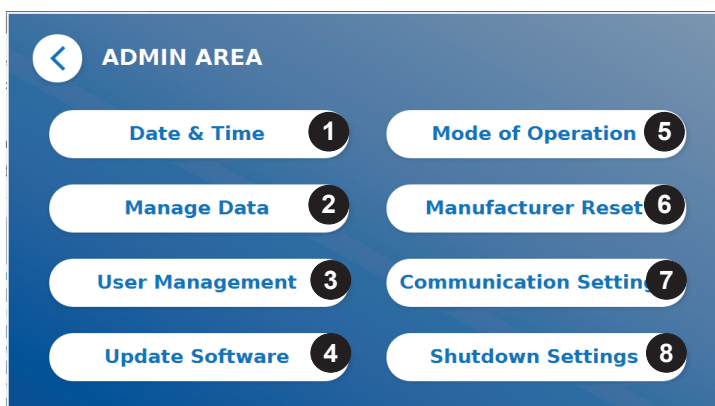 ADMIN AREA
Date & Time 1
Manage Data 2
User Management 3
Update Software 4
Mode of Operation 5
Manufacturer Reset 6
Communication Settin 7
Shutdown Settings 8